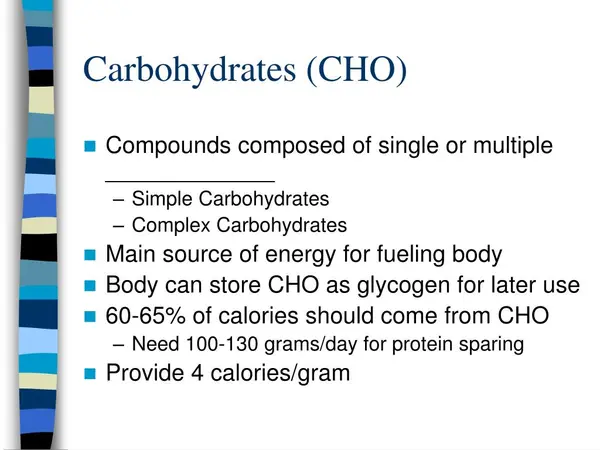 Carbohydrates (CHO)
Compounds composed of single or multiple
_____________
– Simple Carbohydrates
– Complex Carbohydrates
Main source of energy for fueling body
Body can store CHO as glycogen for later use
60-65% of calories should come from CHO
– Need 100-130 grams/day for protein sparing
Provide 4 calories/gram